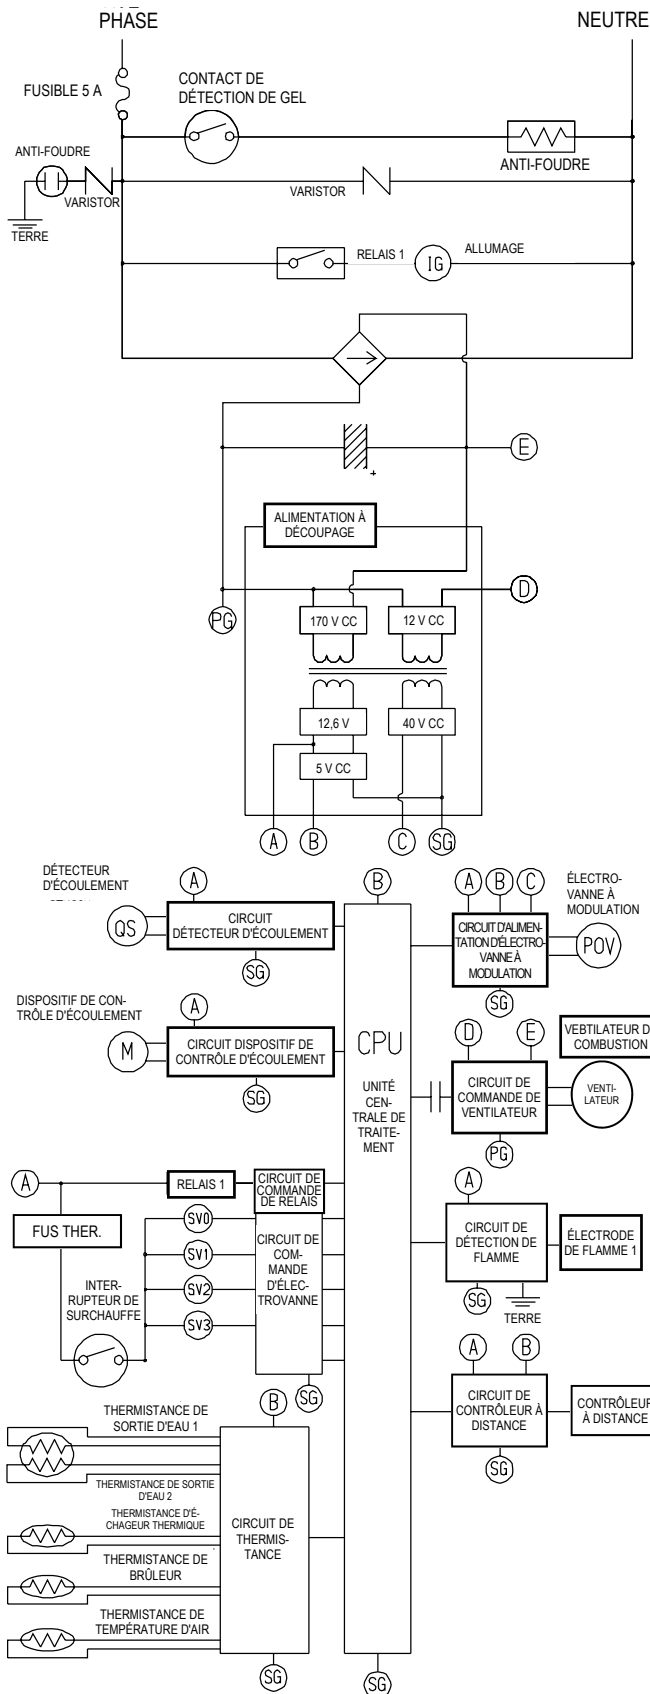 PHASE
NEUTRE
FUSIBLE 5 A
CONTACT DE
DÉTECTION DE GEL
ANTI-FOUDRE
ANTI-FOUDRE
VARISTOR
VARISTOR
TERRE
RELAIS 1
IG
ALLUMAGE
+
E
ALIMENTATION À
DÉCOUPAGE
D
PG
170 V CC
12 V CC
12,6 V
40 V CC
5 V CC
A
B
C
SG
DÉTECTEUR
D'ÉCOULEMENT
A
QS
CIRCUIT
DÉTECTEUR D'ÉCOULEMENT
SG
DISPOSITIF DE CON-
TRÔLE D'ÉCOULEMENT
A
M
CIRCUIT DISPOSITIF DE
CONTRÔLE D'ÉCOULEMENT
SG
B
CPU
UNITÉ
CEN-
TRALE DE
TRAITE-
MENT
SG
A
B
C
ÉLECTRO-
VANNE À
MODULATION
CIRCUIT D'ALIMEN-
TATION D'ÉLECTRO-
VANNE À
MODULATION
POV
SG
D
E
VEBTILATEUR D
COMBUSTION
CIRCUIT DE
COMMANDE DE
VENTILATEUR
VENTI-
LATEUR
PG
A
RELAIS 1
CIRCUIT DE
COMMANDE
DE RELAIS
FUS THER.
SV0
SV1
SV2
SV3
CIRCUIT DE
COM-
MANDE
D'ÉLEC-
TROVANNE
INTER-
RUPTEUR DE
SURCHAUFFE
SG
A
CIRCUIT DE
DÉTECTION DE
FLAMME
ÉLECTRODE
DE FLAMME 1
SG
TERRE
A
B
CIRCUIT DE
CONTRÔLEUR À
DISTANCE
CONTRÔLEUR
À DISTANCE
SG
B
THERMISTANCE DE
SORTIE D'EAU 1
THERMISTANCE DE SORTIE
D'EAU 2
THERMISTANCE D'É-
CHAGEUR THERMIQUE
THERMISTANCE DE
BRÛLEUR
THERMISTANCE DE
TEMPÉRATURE D'AIR
CIRCUIT DE
THERMIS-
TANCE
SG